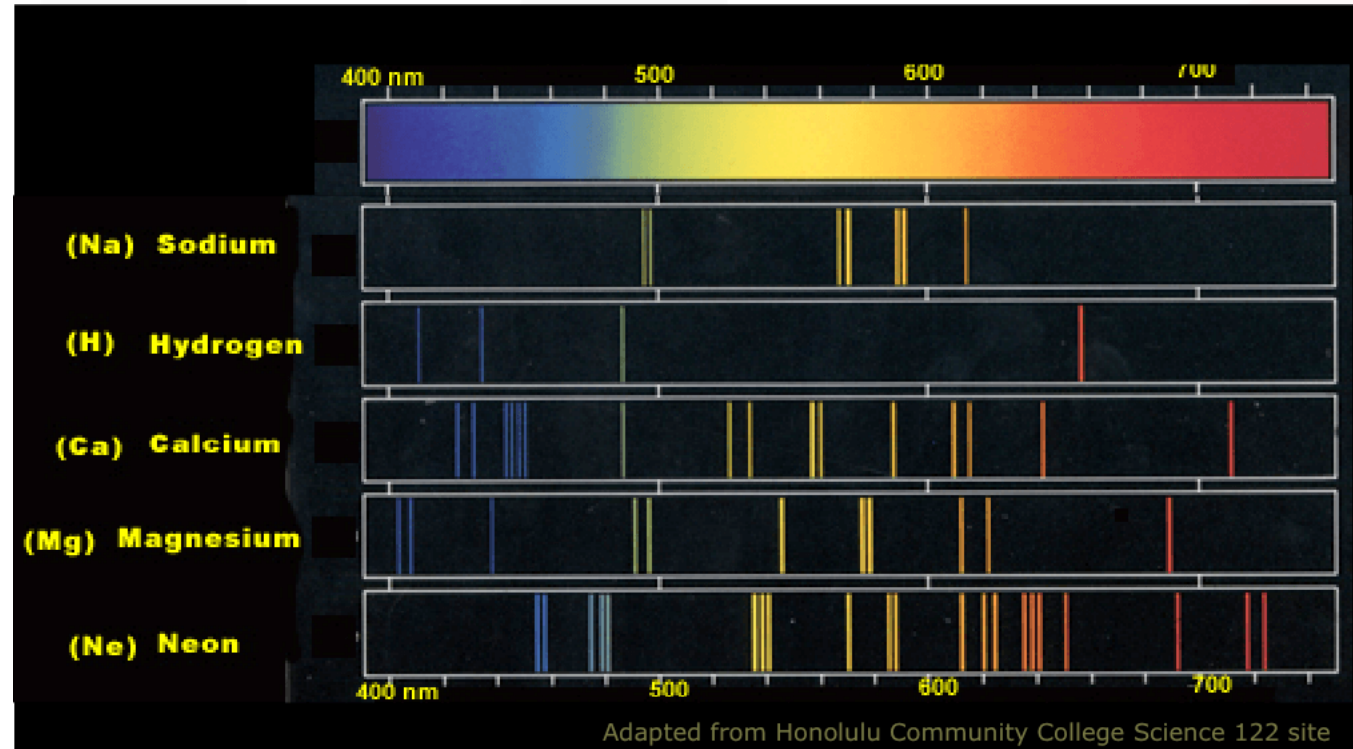 400 nm 500 600 700
(Na) Sodium
(H) Hydrogen
(Ca) Calcium
(Mg) Magnesium
(Ne) Neon
400 nm 500 600 700
Adapted from Honolulu Community College Science 122 site